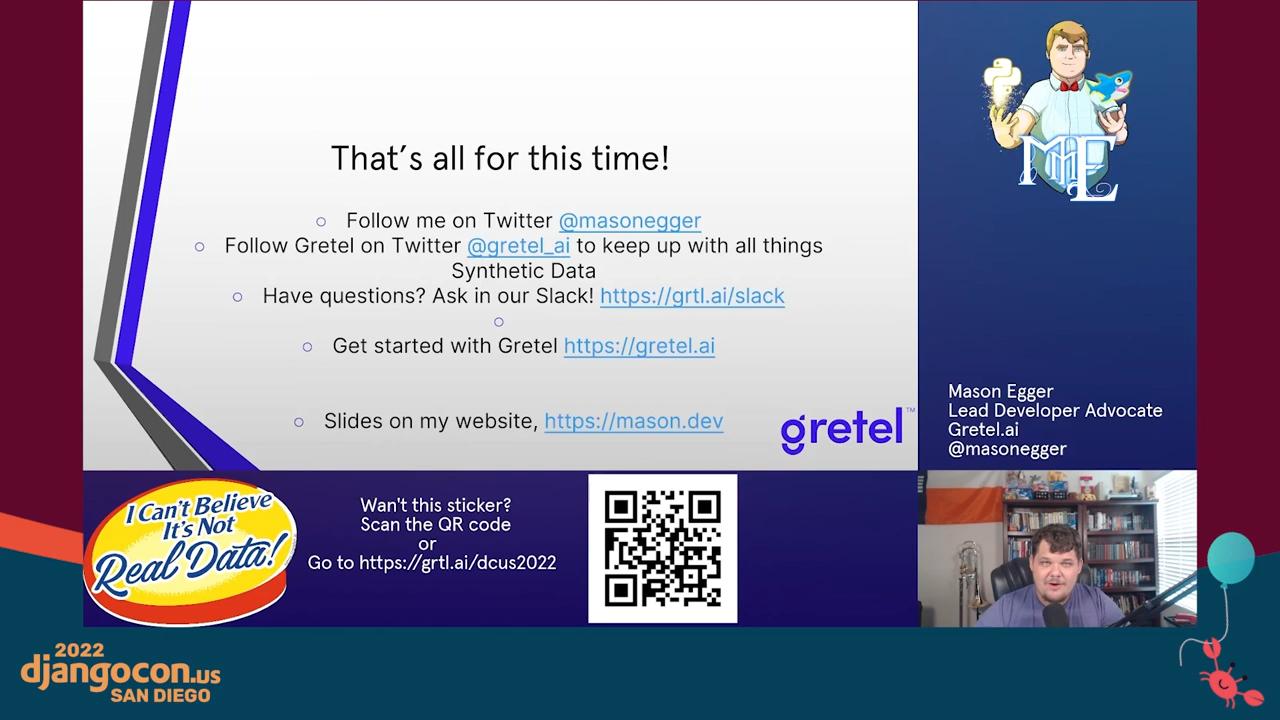 That's all for this time!
Follow me on Twitter @masonegger
Follow Gretel on Twitter @gretel_ai to keep up with all things
Synthetic Data
Have questions? Ask in our Slack! https://grtl.ai/slack
Get started with Gretel https://gretel.ai
Slides on my website, https://mason.dev
gretel™
ME
Mason Egger
Lead Developer Advocate
Gretel.ai
@masonegger
I Can't Believe
It's Not
Real Data!
Wan't this sticker?
Scan the QR code
or
Go to https://grtl.ai/dcus2022
2022
djangocon.us
SAN DIEGO